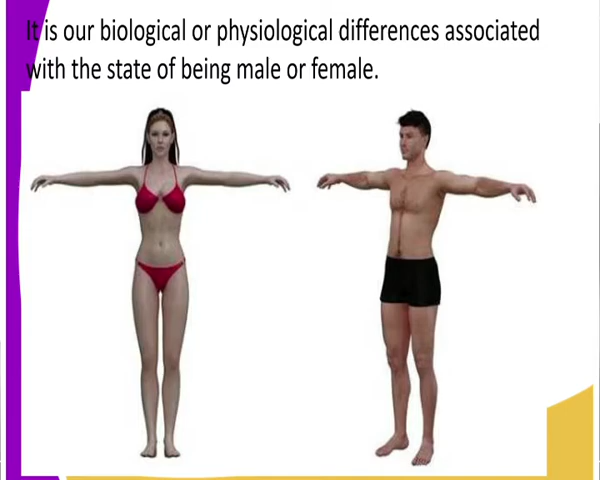 It is our biological or physiological differences associated
with the state of being male or female.